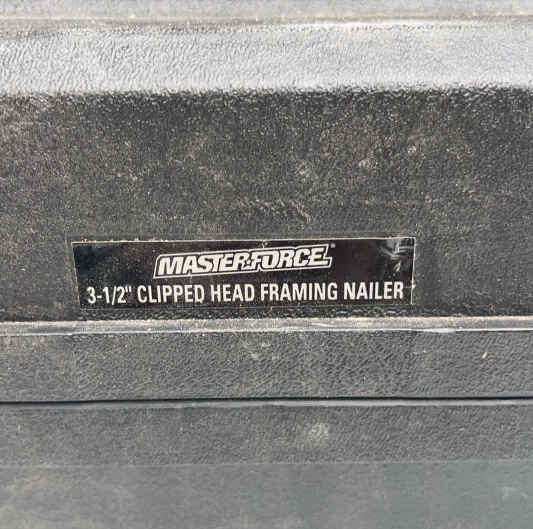 MASTERFORCE®
3-1/2" CLIPPED HEAD FRAMING NAILER